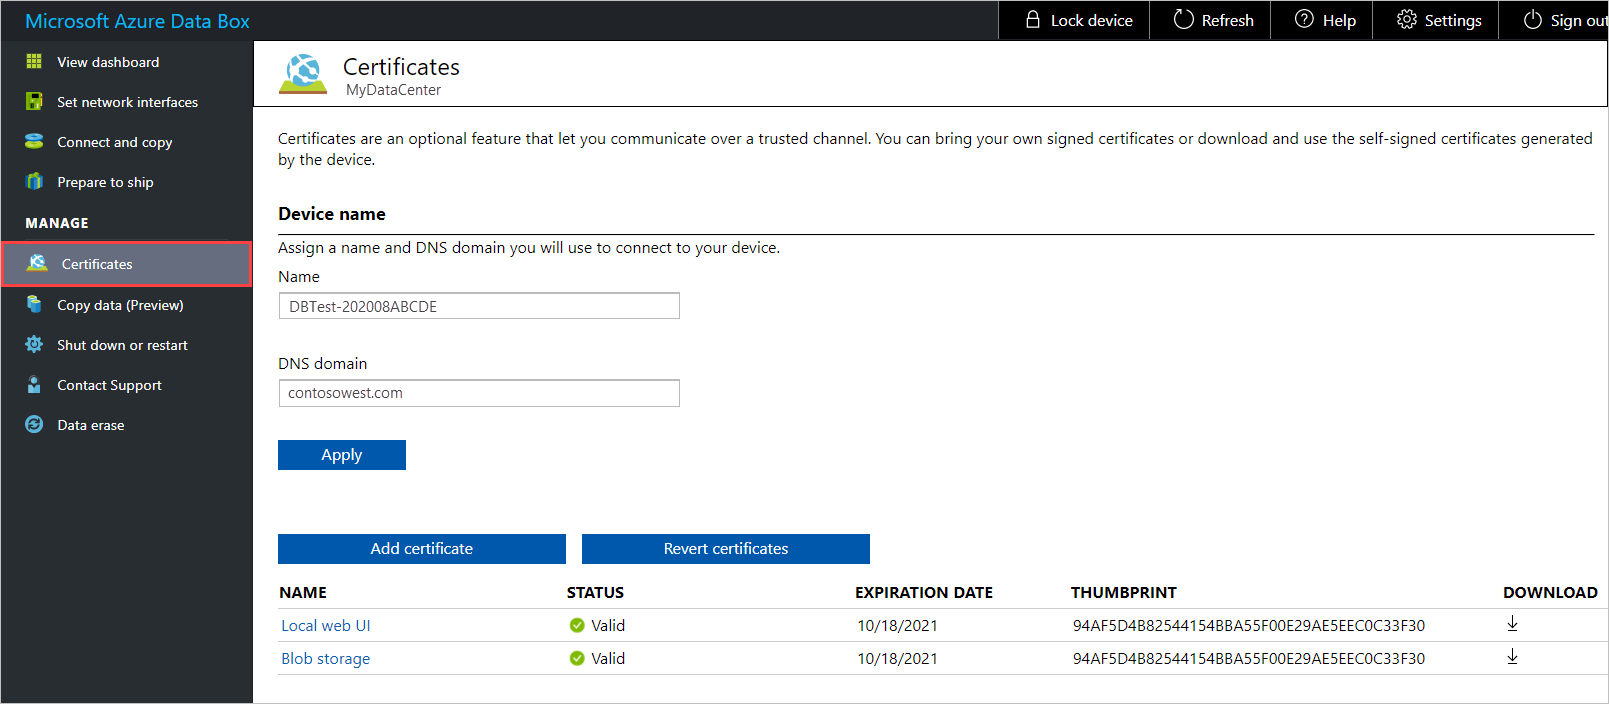 Microsoft Azure Data Box
Lock device
Refresh
Help
Settings
Sign out
View dashboard
Set network interfaces
Connect and copy
Prepare to ship
MANAGE
Certificates
Copy data (Preview)
Shut down or restart
Contact Support
Data erase
Certificates
MyDataCenter
Certificates are an optional feature that let you communicate over a trusted channel. You can bring your own signed certificates or download and use the self-signed certificates generated
by the device.
Device name
Assign a name and DNS domain you will use to connect to your device.
Name
DBTest-202008ABCDE
DNS domain
contosowest.com
Apply
Add certificate
Revert certificates
NAME STATUS EXPIRATION DATE THUMBPRINT DOWNLOAD
Local web UI Valid 10/18/2021 94AF5D4B82544154BBA55F00E29AE5EEC0C33F30
Blob storage Valid 10/18/2021 94AF5D4B82544154BBA55F00E29AE5EEC0C33F30